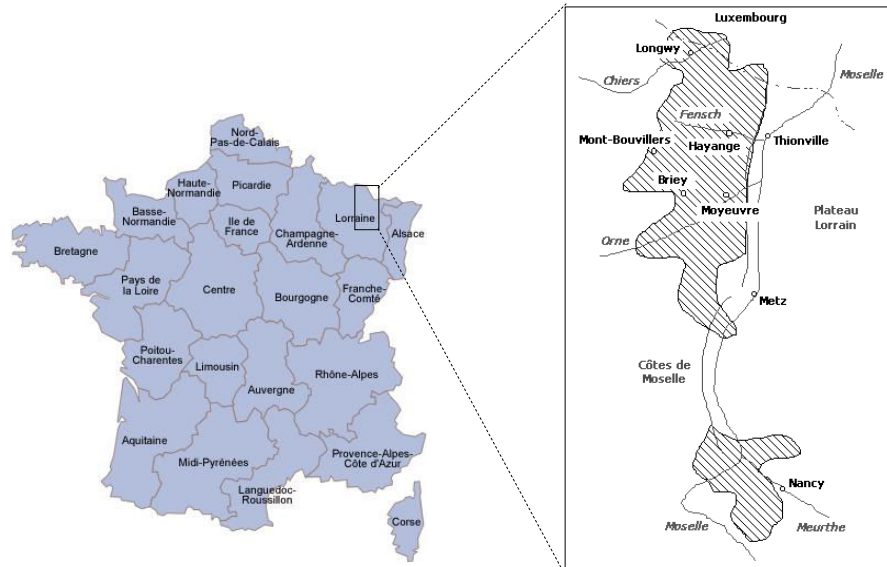 Nord-
Pas-de-Calais
Haute-
Normandie
Picardie
Basse-
Normandie
Ile de
France
Champagne-
Ardenne
Lorraine
Alsace
Bretagne
Pays de
la Loire
Centre
Bourgogne
Franche-
Comté
Poitou-
Charentes
Limousin
Auvergne
Rhône-Alpes
Aquitaine
Midi-Pyrénées
Languedoc-
Roussillon
Provence-Alpes-
Côte d'Azur
Corse
Luxembourg
Longwy
Chiers
Moselle
Fensch
Mont-Bouvillers
Hayange
Thionville
Briey
Moyeuvre
Orne
Plateau
Lorrain
Metz
Côtes de
Moselle
Nancy
Moselle
Meurthe